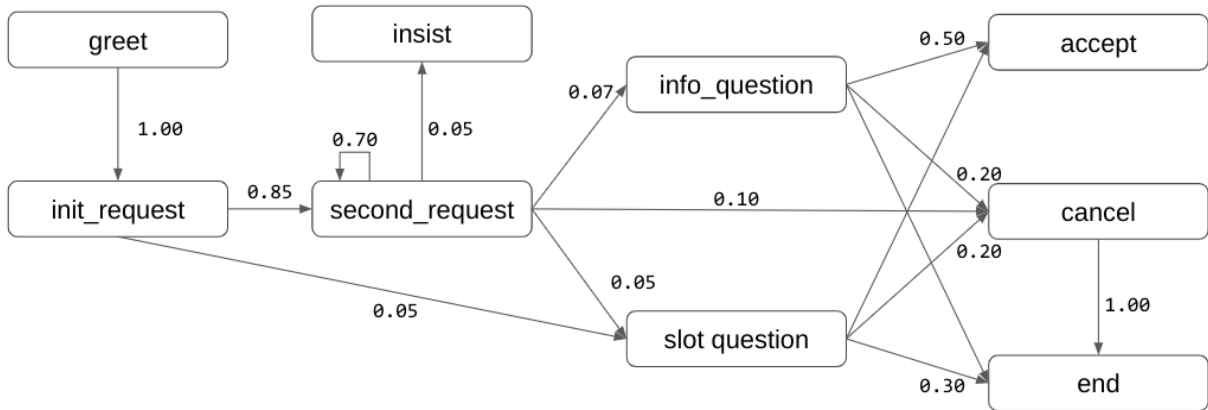 greet
insist
0.50
accept
info_question
0.07
1.00
0.70
0.05
0.85
0.20
init_request
second_request
0.10
cancel
0.20
0.05
0.05
1.00
slot question
0.30
end